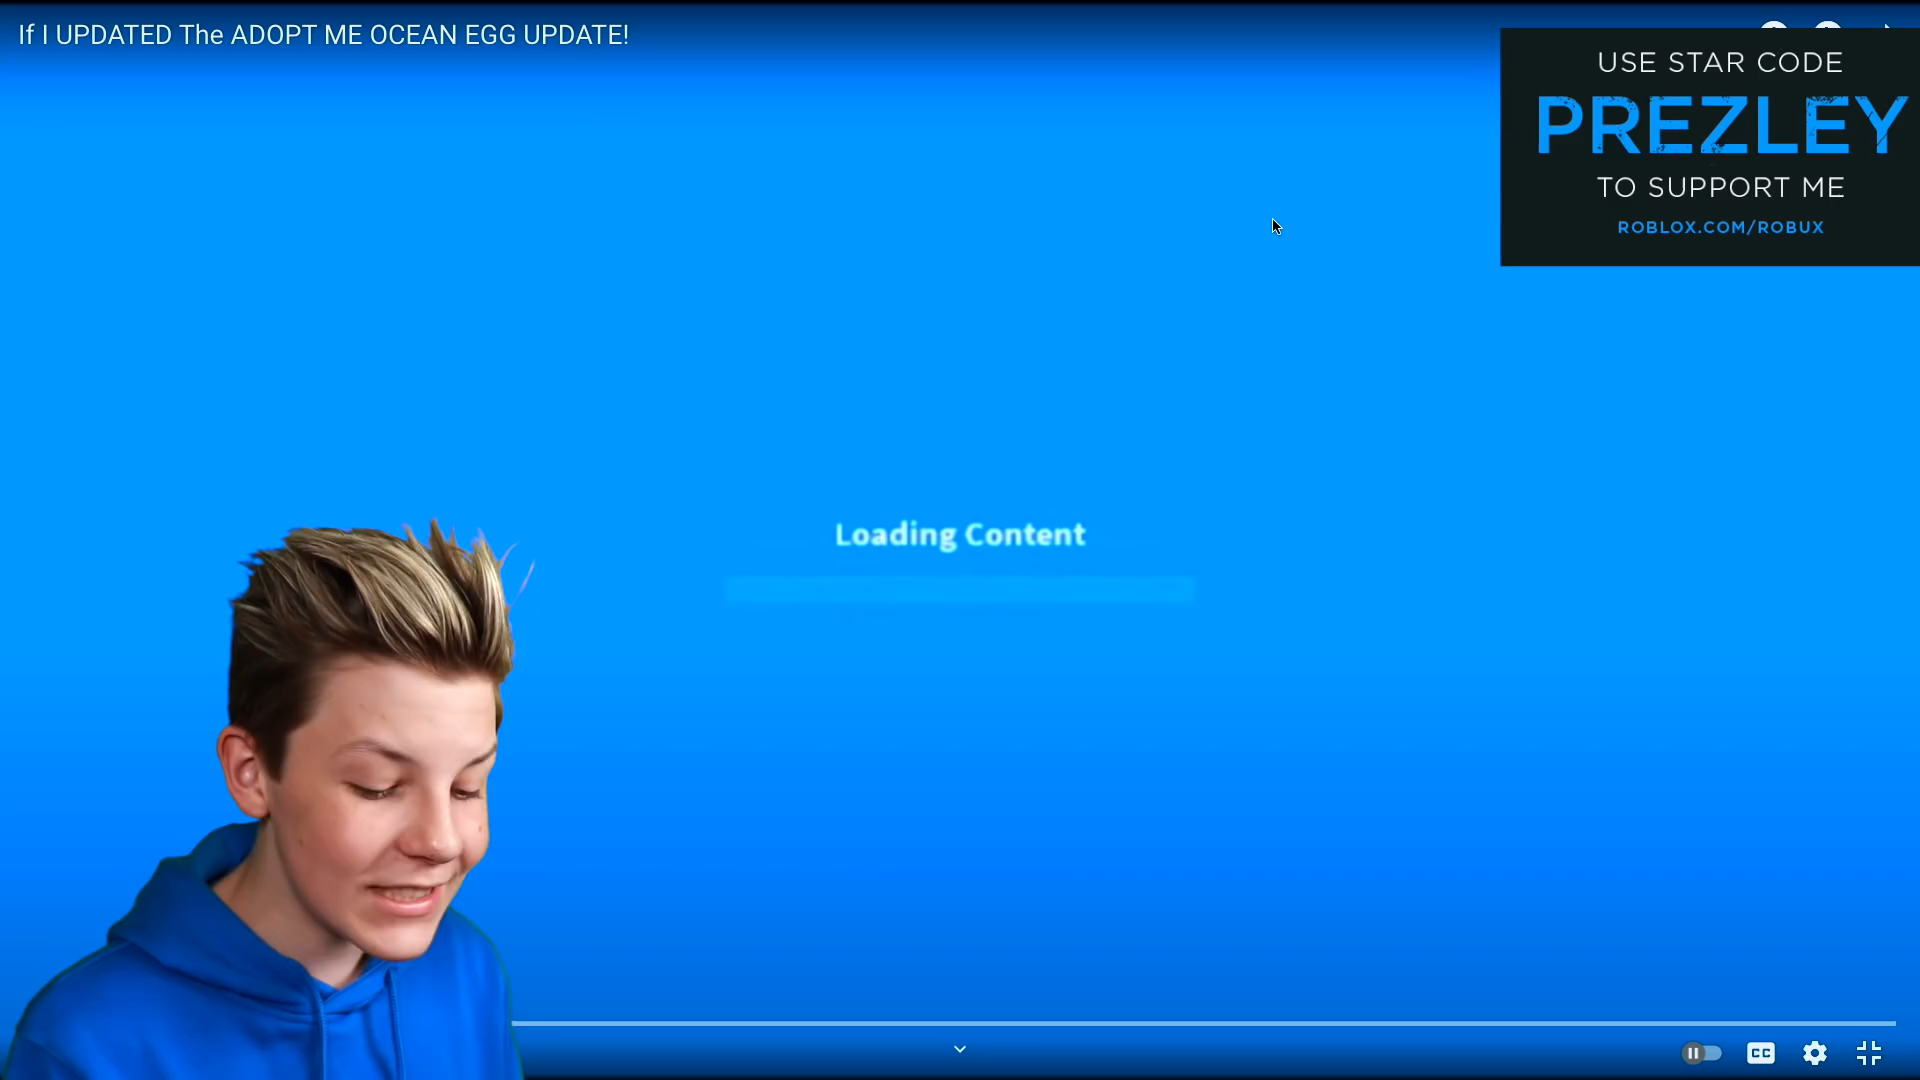 If I UPDATED The ADOPT ME OCEAN EGG UPDATE!
USE STAR CODE
PREZLEY
TO SUPPORT ME
ROBLOX.COM/ROBUX
Loading Content
CC